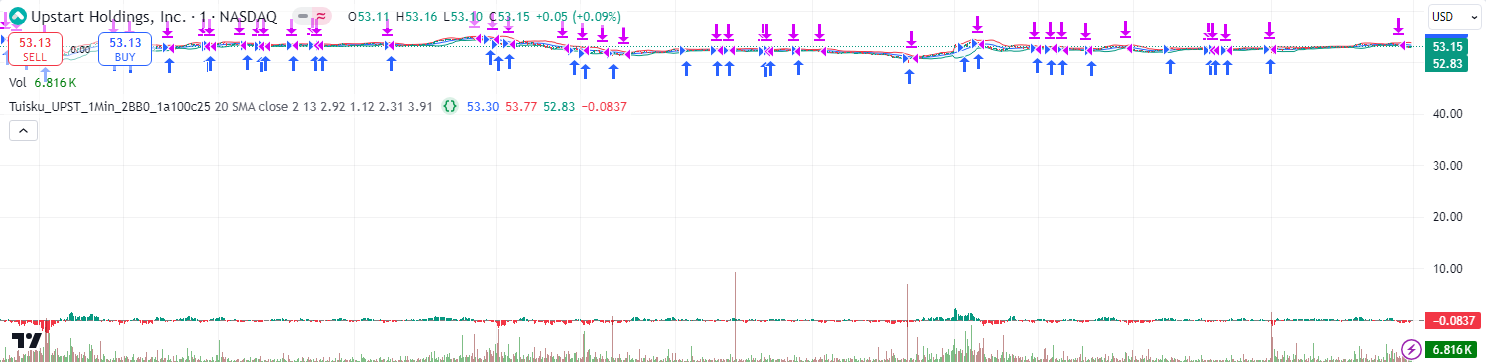 Upstart Holdings, Inc. · 1 · NASDAQ O53.11 H53.16 L53.10 C53.15 +0.05 (+0.09%)
USD
53.13
SELL
0.00
53.13
BUY
53.15
52.83
Vol 6.816 K
Tuisku_UPST_1Min_2BB0_1a100c25 20 SMA close 2 13 2.92 1.12 2.31 3.91 {} 53.30 53.77 52.83 −0.0837
40.00
30.00
20.00
10.00
−0.0837
6.816 K